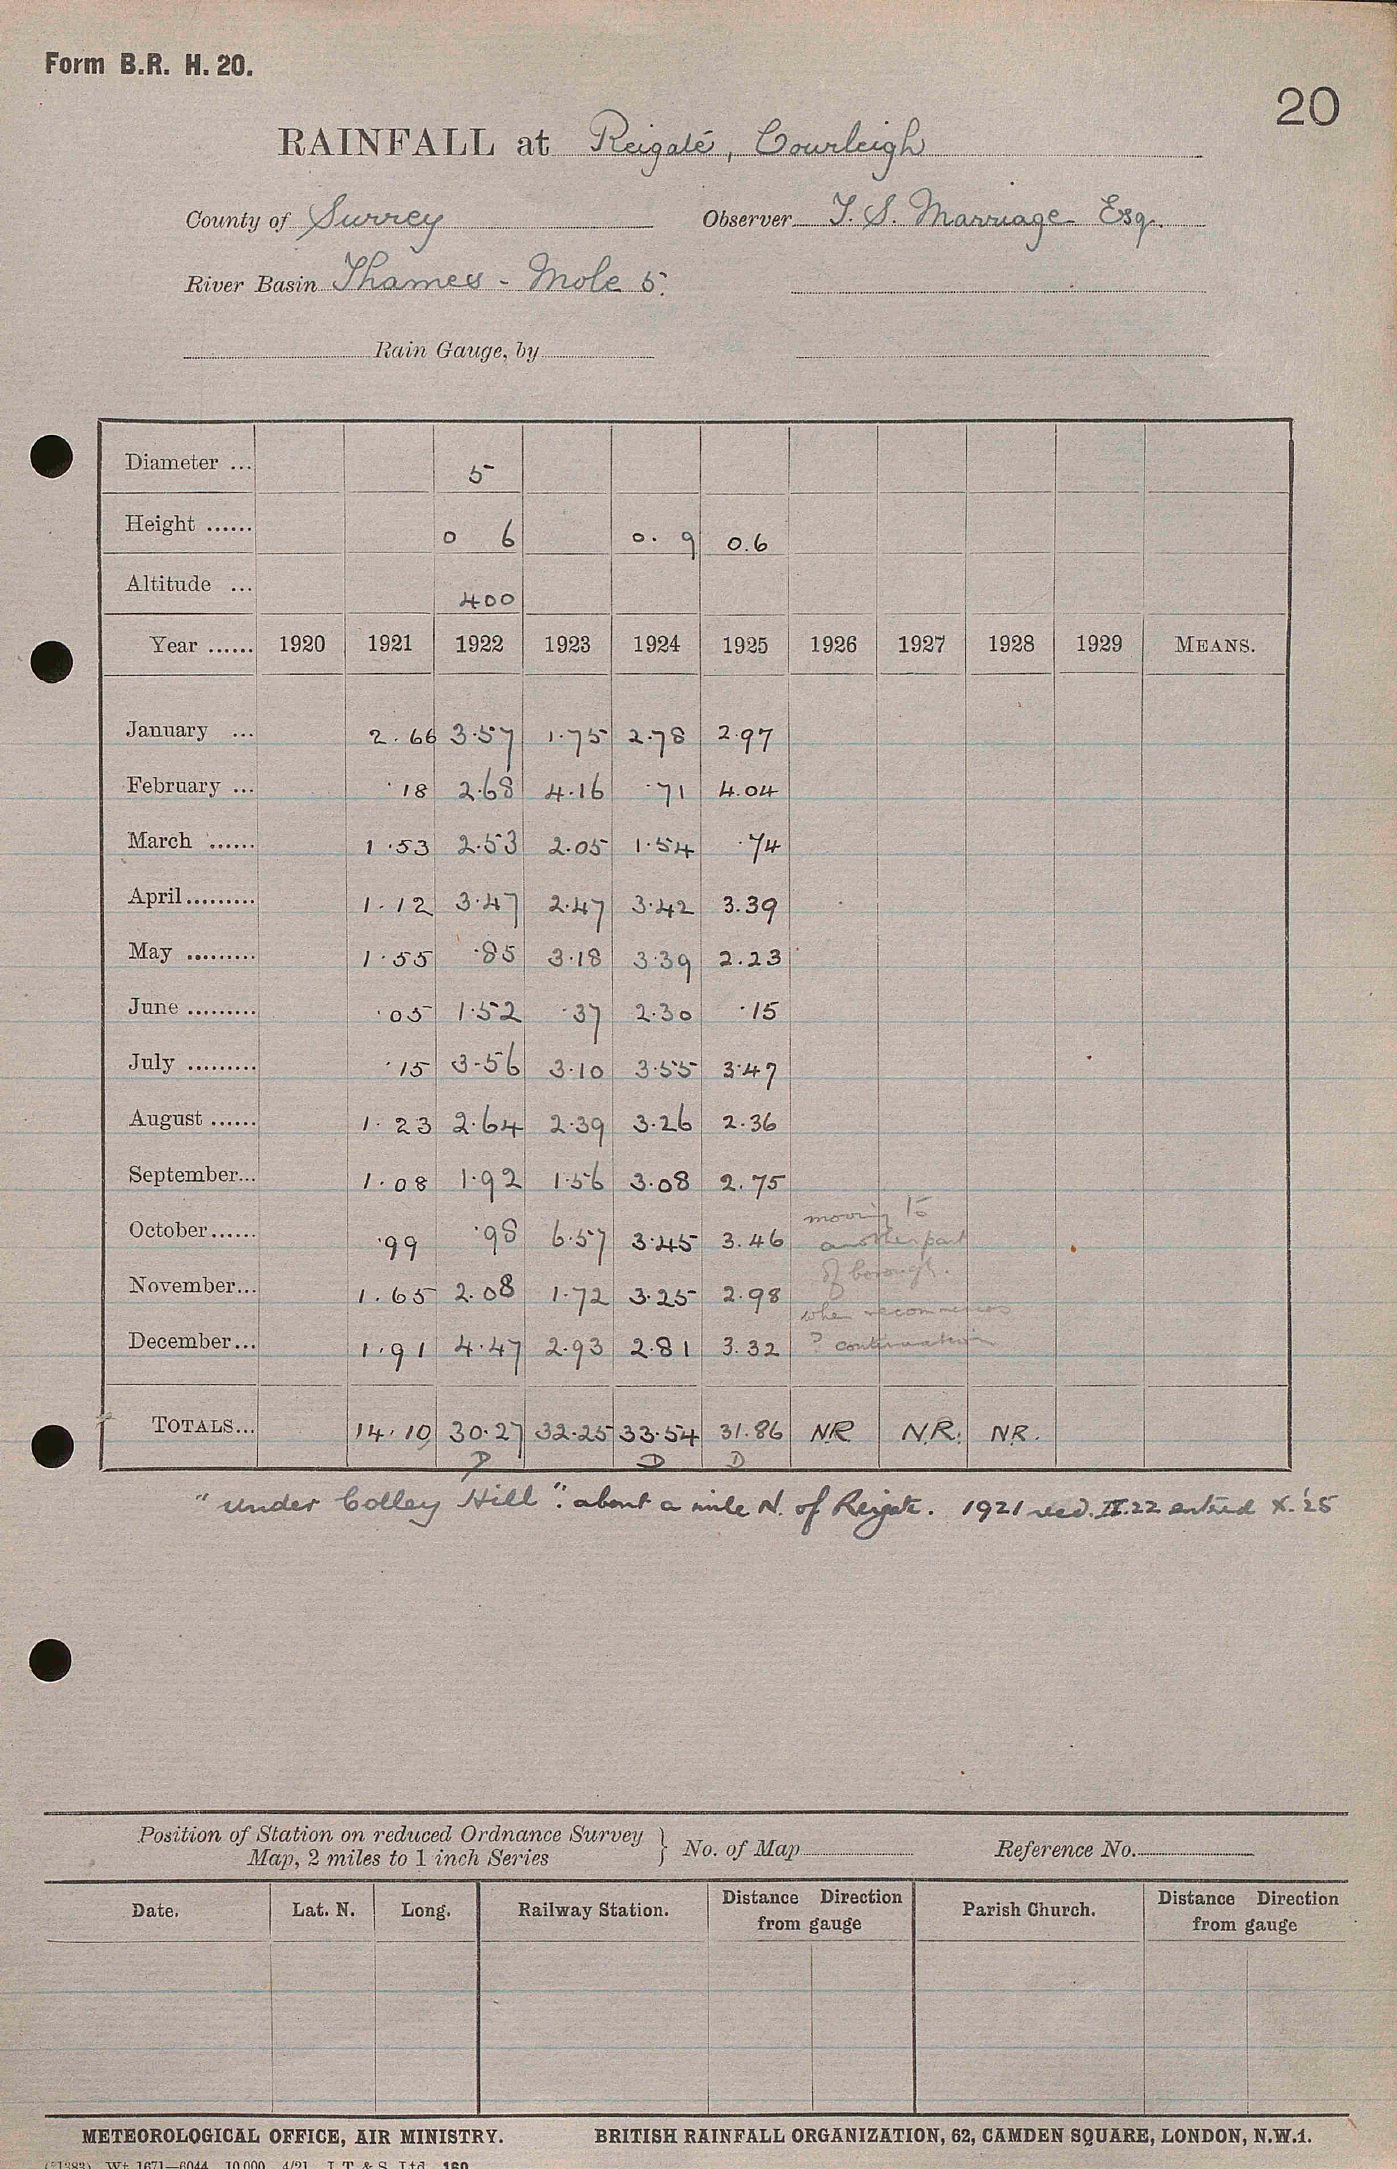 Form B.R. H. 20.
20
RAINFALL at Reigate, Courleigh
County of Surrey Observer T. S. Marriage Esq.
River Basin Thames - Mole 5.
Rain Gauge, by
Diameter ... 5
Height ...... 0 6 0. 9 0.6
Altitude ... 400
Year ...... 1920 1921 1922 1923 1924 1925 1926 1927 1928 1929 MEANS.
January ... 2.66 3.57 1.75 2.78 2.97
February ... .18 2.68 4.16 .71 4.04
March ...... 1.53 2.53 2.05 1.54 .74
April......... 1.12 3.47 2.47 3.42 3.39
May ......... 1.55 .85 3.18 3.39 2.23
June ......... .05 1.52 .37 2.30 .15
July ......... .15 3.56 3.10 3.55 3.47
August ...... 1.23 2.64 2.39 3.26 2.36
September... 1.08 1.92 1.56 3.08 2.75
moving to
October...... .99 .98 6.57 3.45 3.46 another part
of borough.
November... 1.65 2.08 1.72 3.25 2.98
when recommences
December... 1.91 4.47 2.93 2.81 3.32 ? continuation
TOTALS... 14.10 30.27 32.25 33.54 31.86 NR N.R. N.R.
D D D
"under Colley Hill". about a mile N. of Reigate. 1921 recd. II.22 entered X.'25
Position of Station on reduced Ordnance Survey
Map, 2 miles to 1 inch Series } No. of Map Reference No.
Date. Lat. N. Long. Railway Station. Distance Direction from gauge Parish Church. Distance Direction from gauge
METEOROLOGICAL OFFICE, AIR MINISTRY. BRITISH RAINFALL ORGANIZATION, 62, CAMDEN SQUARE, LONDON, N.W.1.
Wt. 1671—6044 10,000 4/21 J. T. & S., Ltd. 160